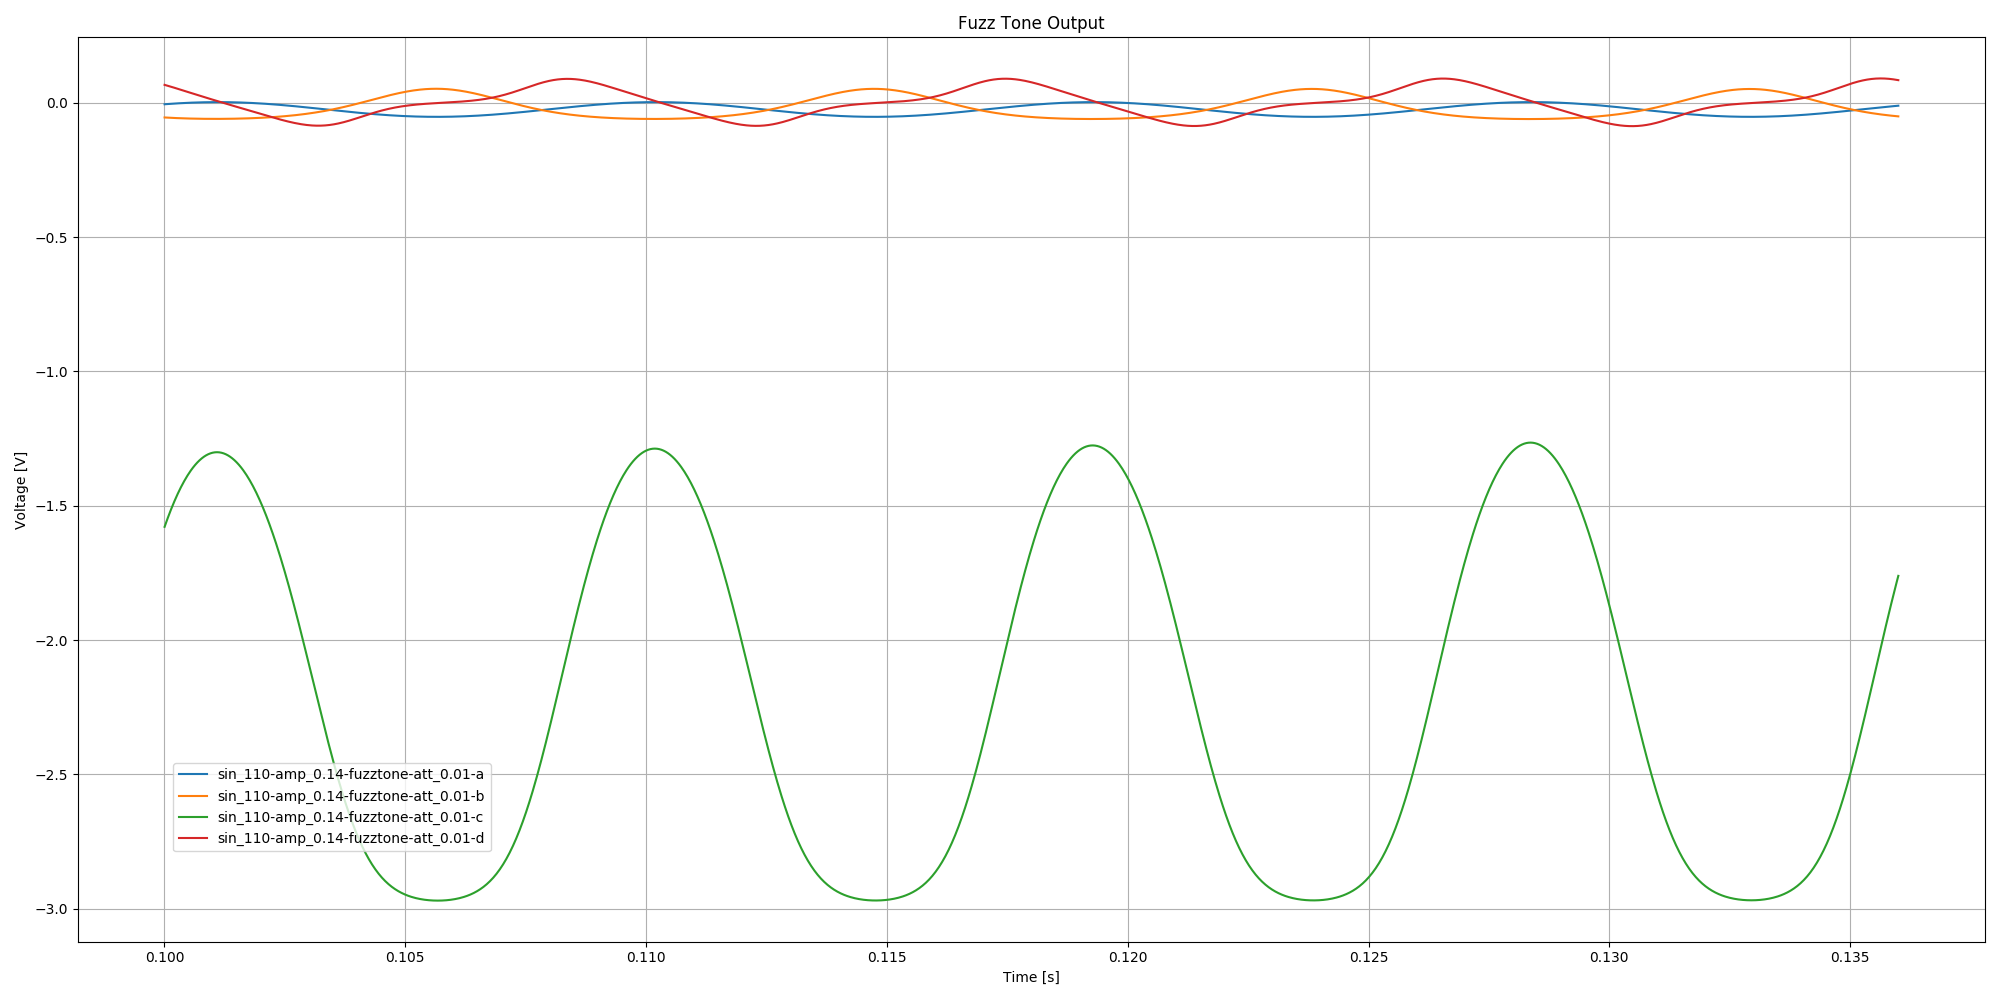 Fuzz Tone Output
Voltage [V]
0.0
−0.5
−1.0
−1.5
−2.0
−2.5
−3.0
sin_110-amp_0.14-fuzztone-att_0.01-a
sin_110-amp_0.14-fuzztone-att_0.01-b
sin_110-amp_0.14-fuzztone-att_0.01-c
sin_110-amp_0.14-fuzztone-att_0.01-d
0.100 0.105 0.110 0.115 0.120 0.125 0.130 0.135
Time [s]